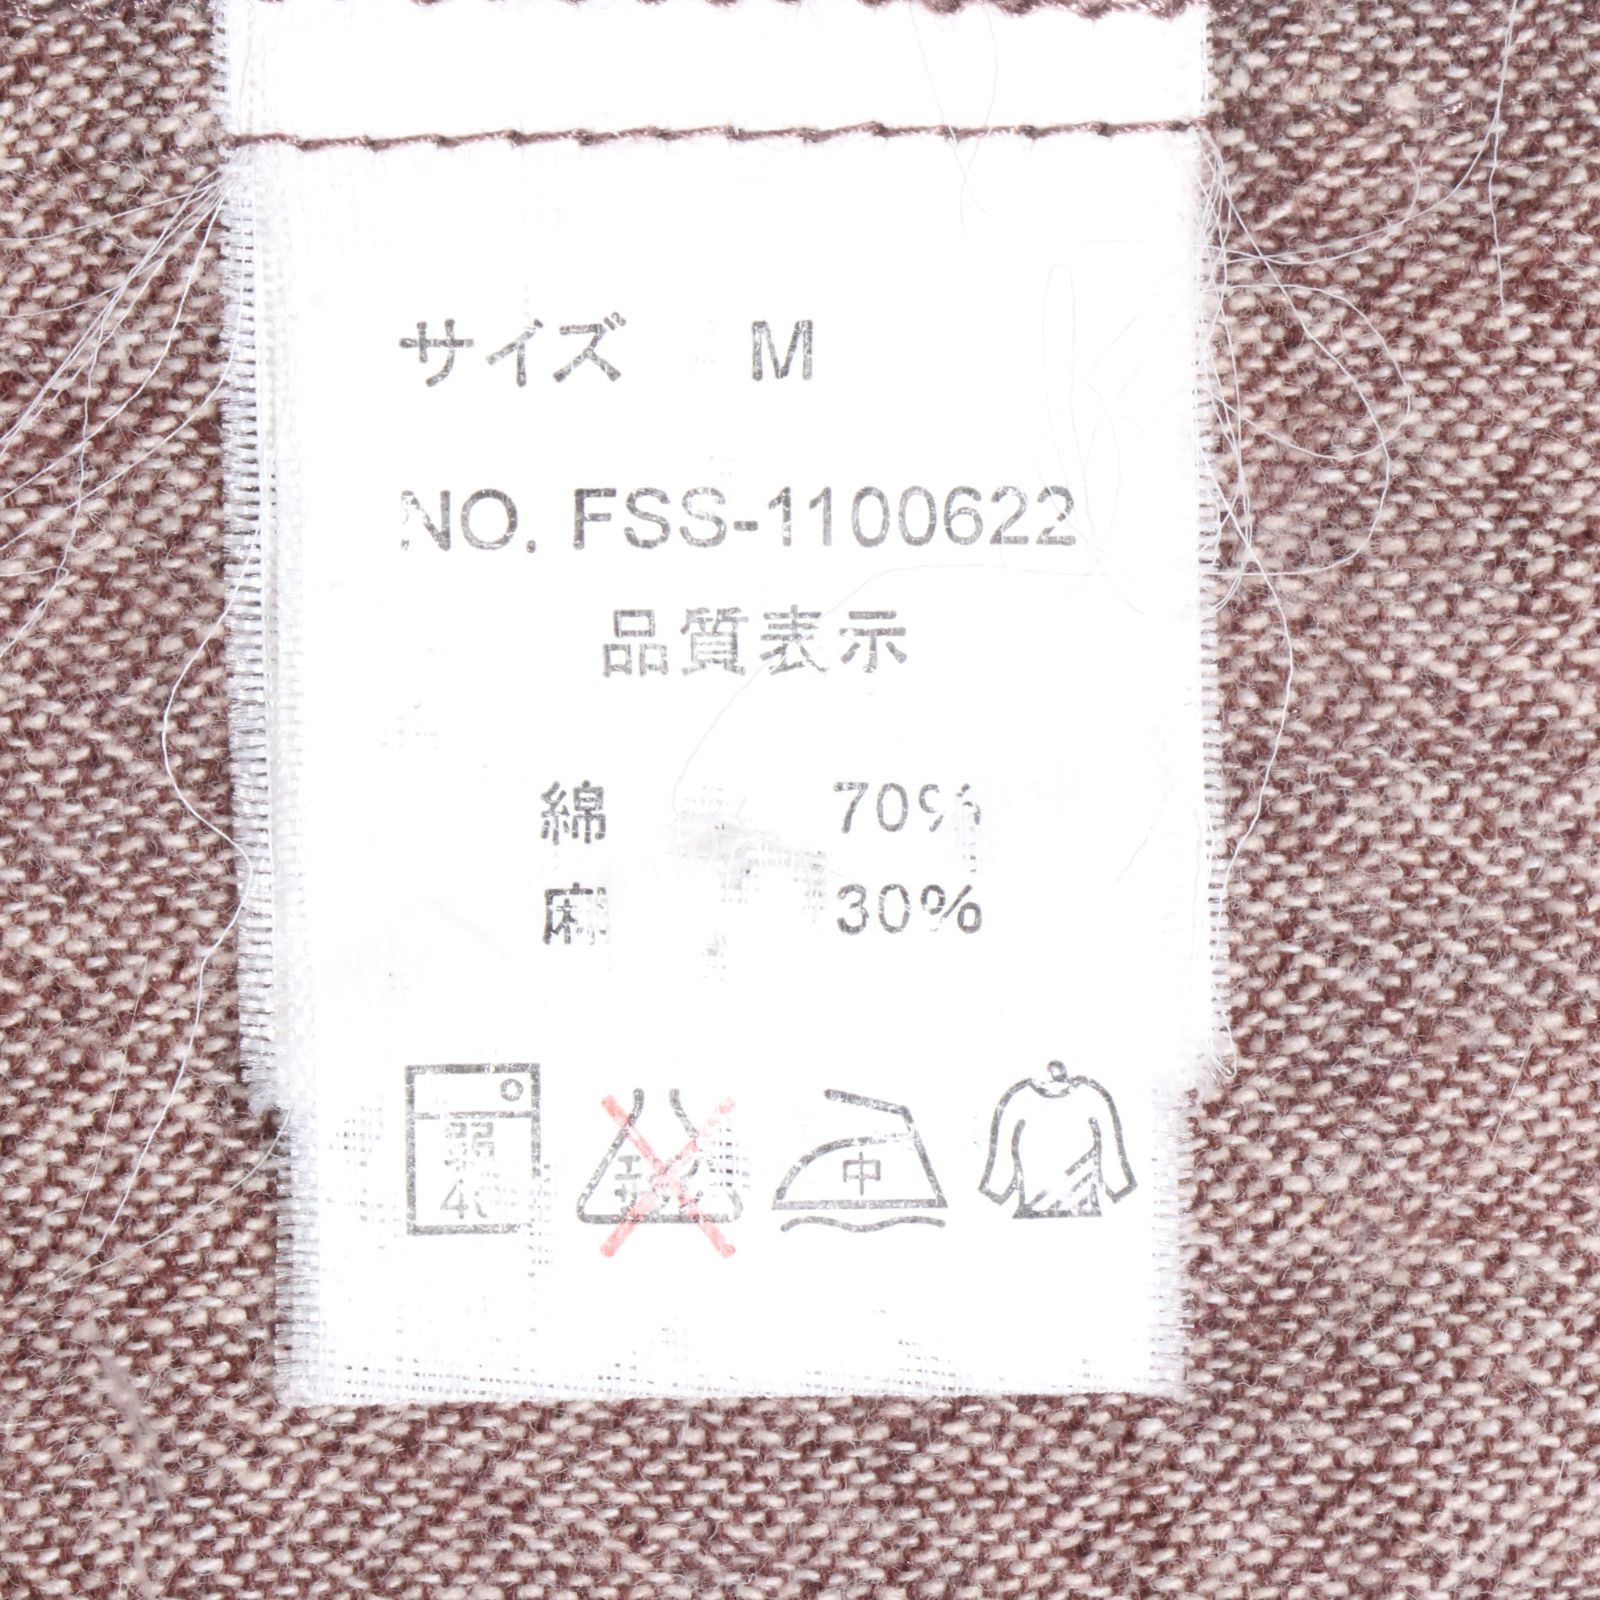 サイズ M
NO. FSS-1100622
品質表示
綿 70%
麻 30%
弱
40
中